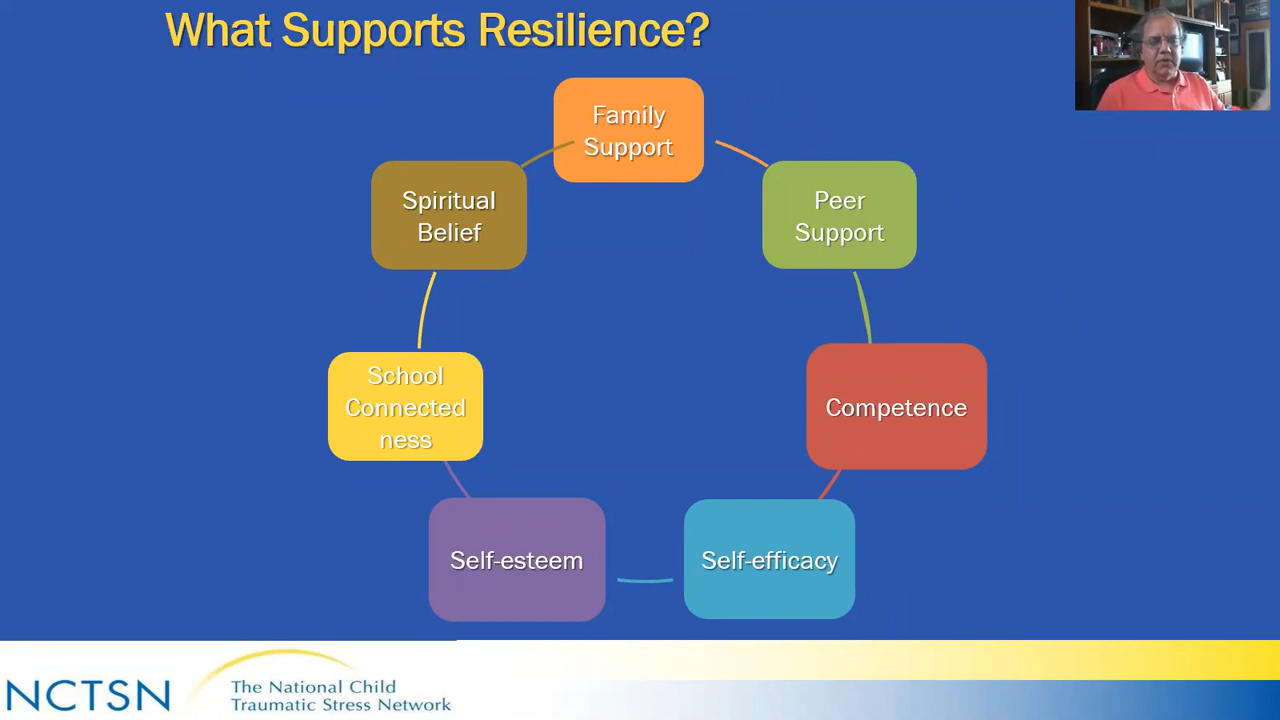 What Supports Resilience?
Family
Support
Peer
Support
Competence
Self-efficacy
Self-esteem
School
Connected
ness
Spiritual
Belief
NCTSN
The National Child
Traumatic Stress Network